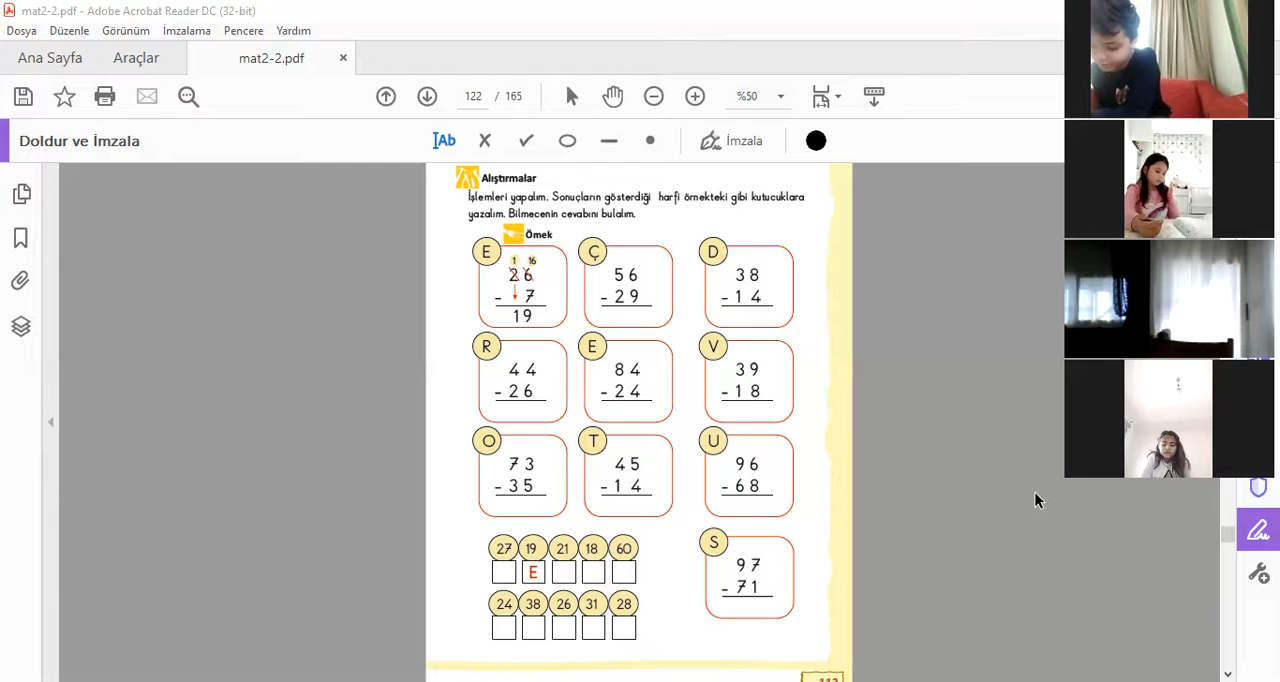 mat2-2.pdf - Adobe Acrobat Reader DC (32-bit)
Dosya Düzenle Görünüm İmzalama Pencere Yardım
Ana Sayfa Araçlar mat2-2.pdf ×
122 / 165 %50
Doldur ve İmzala Ab İmzala
Alıştırmalar
İşlemleri yapalım. Sonuçların gösterdiği harfi örnekteki gibi kutucuklara
yazalım. Bilmecenin cevabını bulalım.
Örnek
E Ç D
1 16
26 56 38
- 7 - 29 - 14
19
R E V
44 84 39
- 26 - 24 - 18
O T U
73 45 96
- 35 - 14 - 68
S
97
- 71
27 19 21 18 60
E
24 38 26 31 28
113